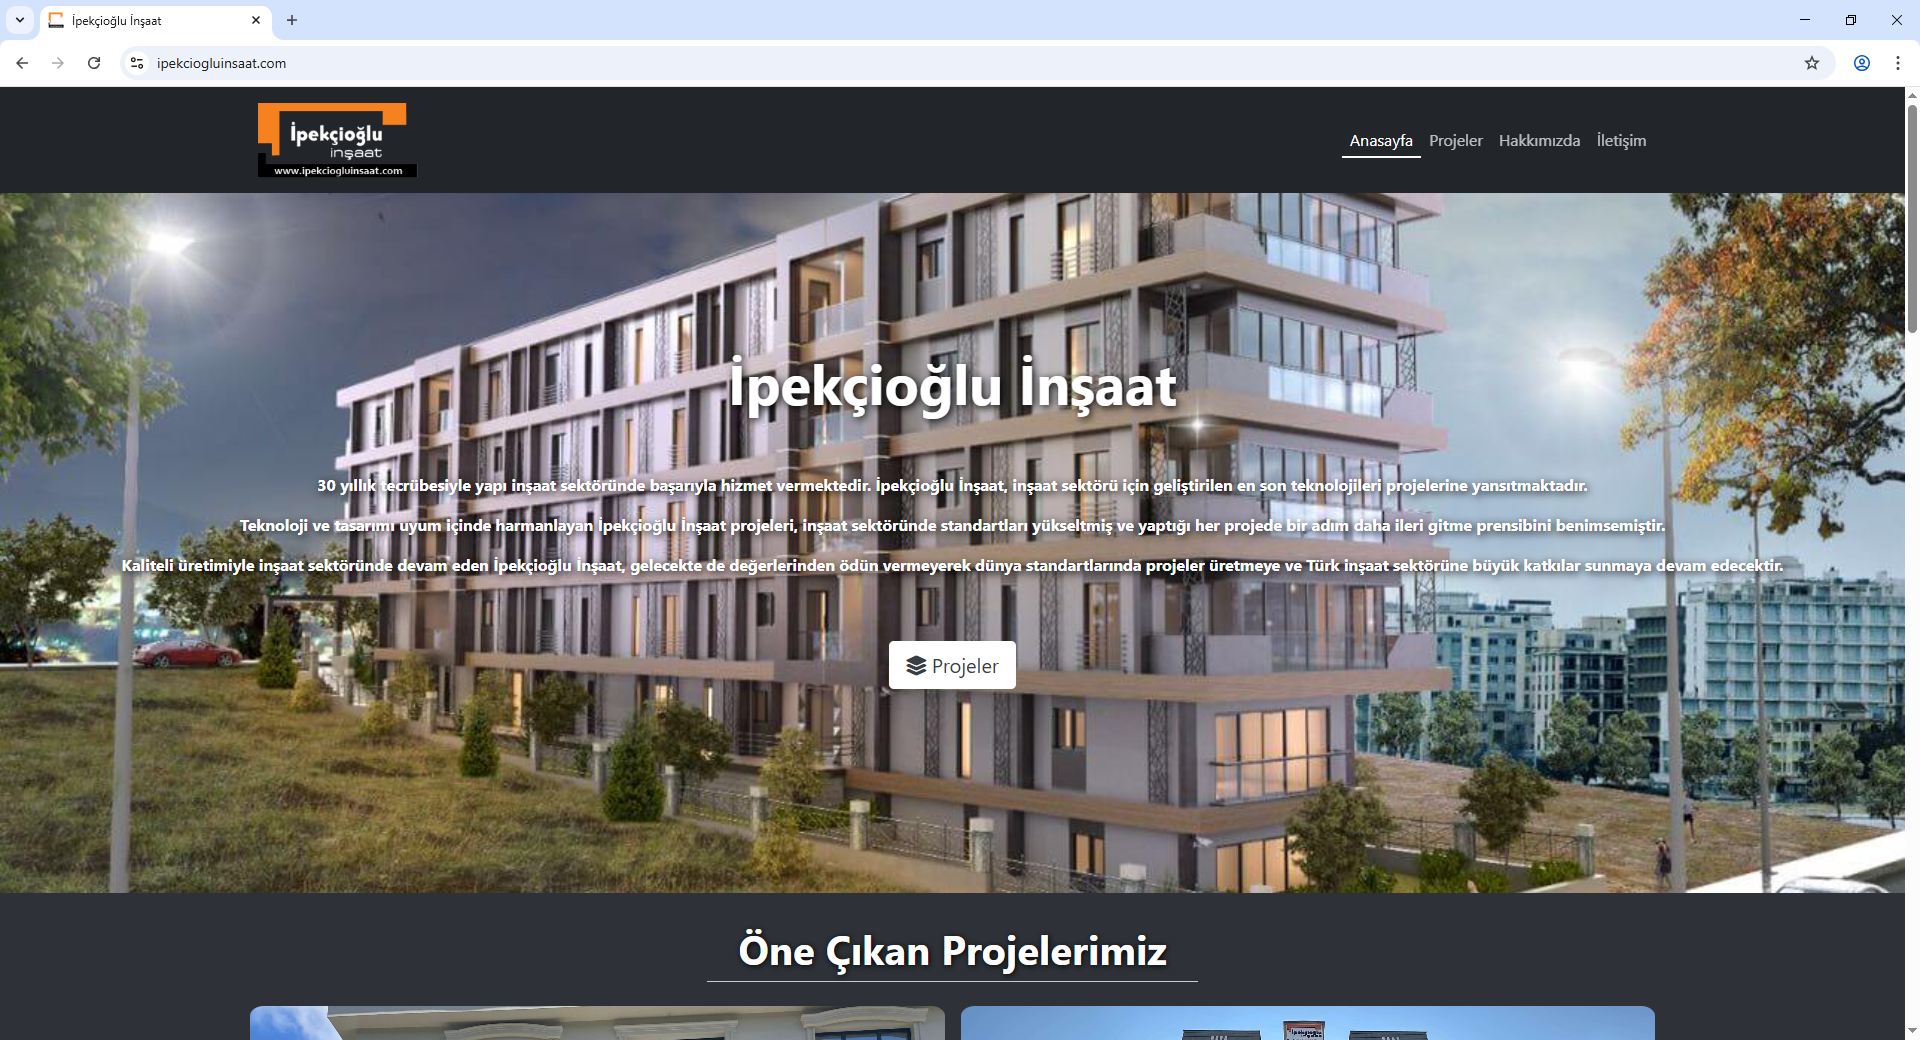 İpekçioğlu İnşaat
ipekciogluinsaat.com
İpekçioğlu
inşaat
www.ipekciogluinsaat.com
Anasayfa Projeler Hakkımızda İletişim
İpekçioğlu İnşaat
30 yıllık tecrübesiyle yapı inşaat sektöründe başarıyla hizmet vermektedir. İpekçioğlu İnşaat, inşaat sektörü için geliştirilen en son teknolojileri projelerine yansıtmaktadır.
Teknoloji ve tasarımı uyum içinde harmanlayan İpekçioğlu İnşaat projeleri, inşaat sektöründe standartları yükseltmiş ve yaptığı her projede bir adım daha ileri gitme prensibini benimsemiştir.
Kaliteli üretimiyle inşaat sektöründe devam eden İpekçioğlu İnşaat, gelecekte de değerlerinden ödün vermeyerek dünya standartlarında projeler üretmeye ve Türk inşaat sektörüne büyük katkılar sunmaya devam edecektir.
Projeler
Öne Çıkan Projelerimiz